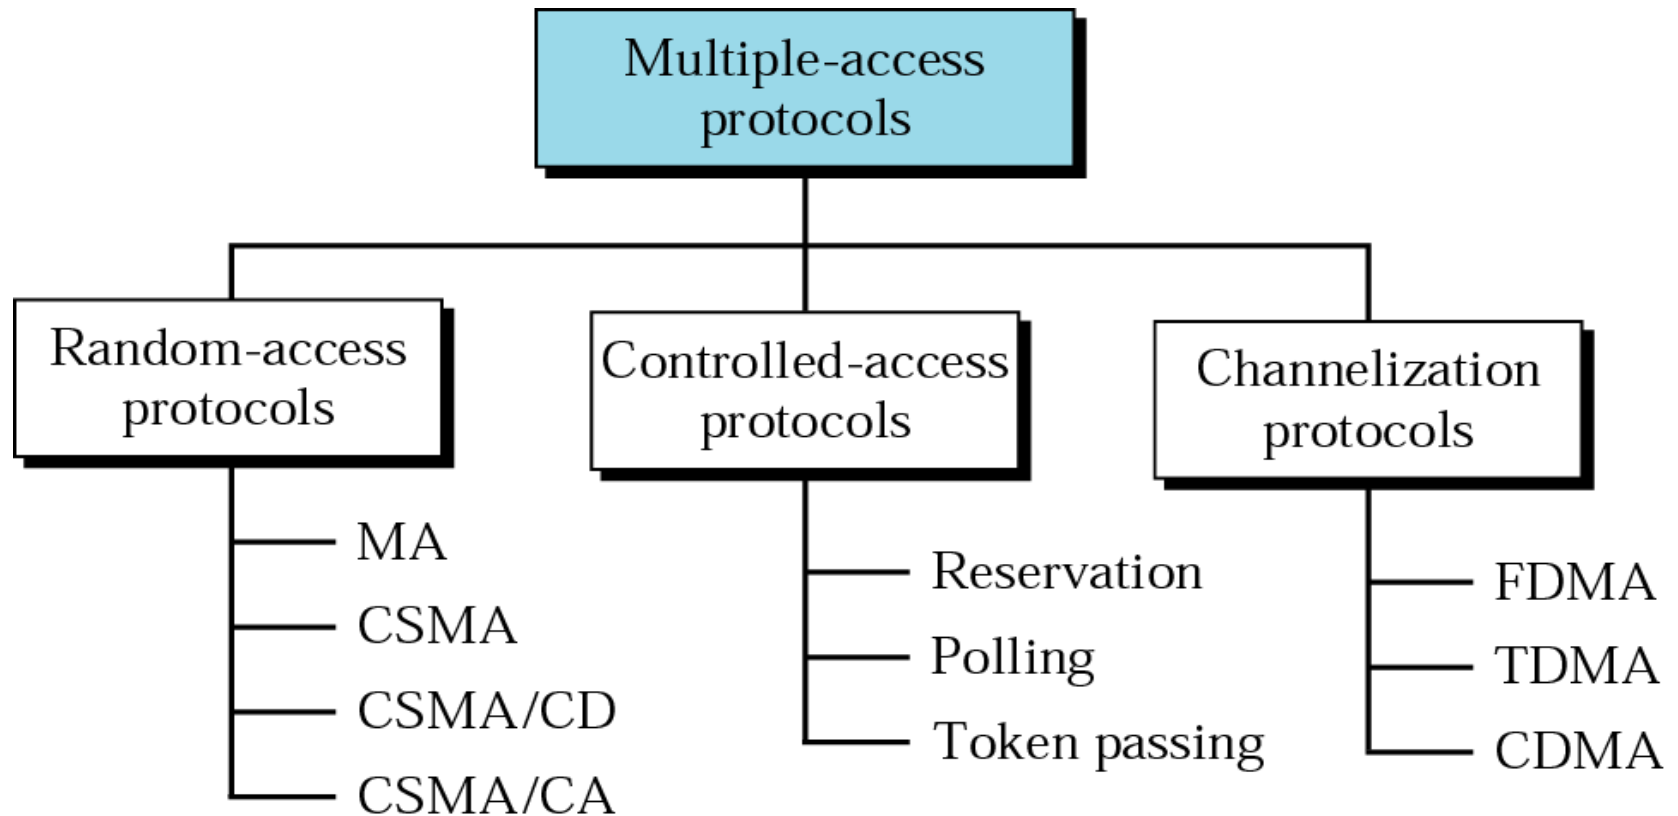 Multiple-access
protocols
Random-access
protocols
MA
CSMA
CSMA/CD
CSMA/CA
Controlled-access
protocols
Reservation
Polling
Token passing
Channelization
protocols
FDMA
TDMA
CDMA